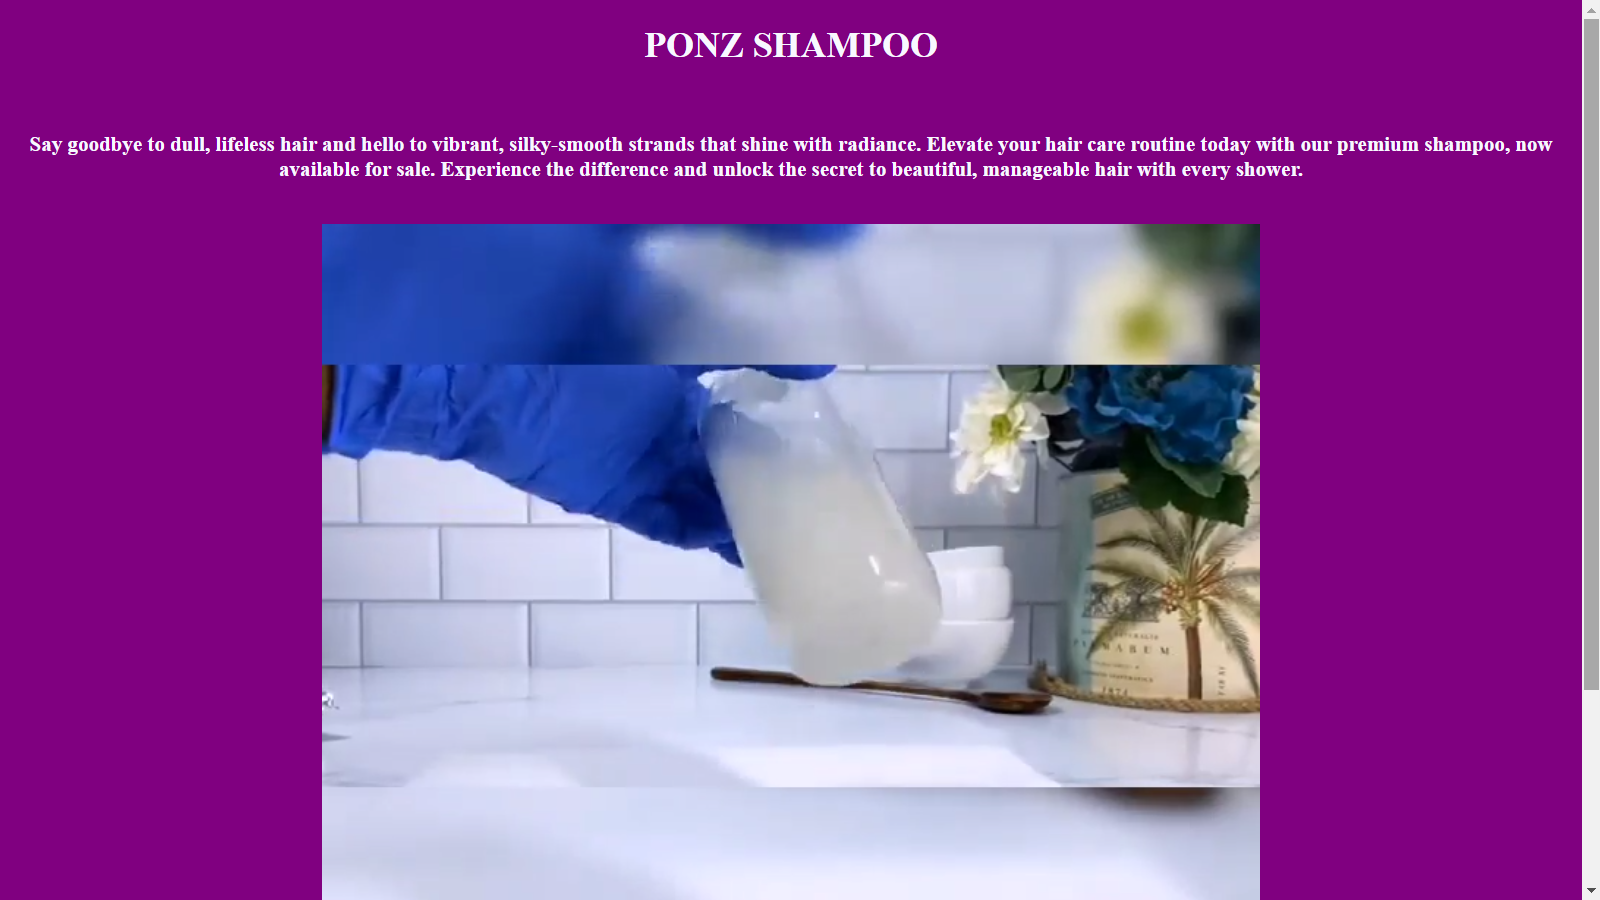 PONZ SHAMPOO
Say goodbye to dull, lifeless hair and hello to vibrant, silky-smooth strands that shine with radiance. Elevate your hair care routine today with our premium shampoo, now
available for sale. Experience the difference and unlock the secret to beautiful, manageable hair with every shower.
1874